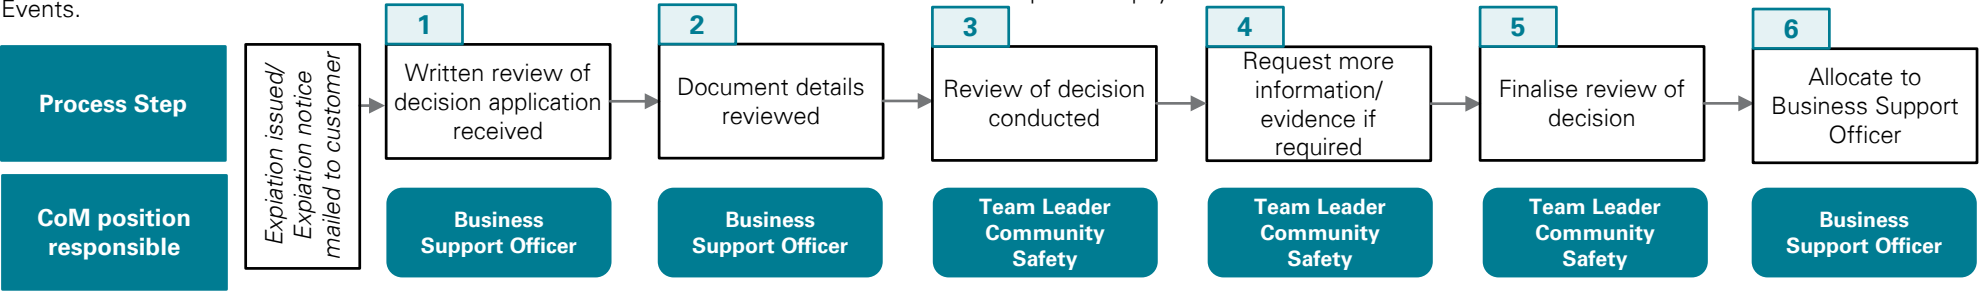 Events.
1
2
3
4
5
6
Process Step
Expiation issued/
Expiation notice
mailed to customer
Written review of
decision application
received
Document details
reviewed
Review of decision
conducted
Request more
information/
evidence if
required
Finalise review of
decision
Allocate to
Business Support
Officer
CoM position
responsible
Business
Support Officer
Business
Support Officer
Team Leader
Community
Safety
Team Leader
Community
Safety
Team Leader
Community
Safety
Business
Support Officer